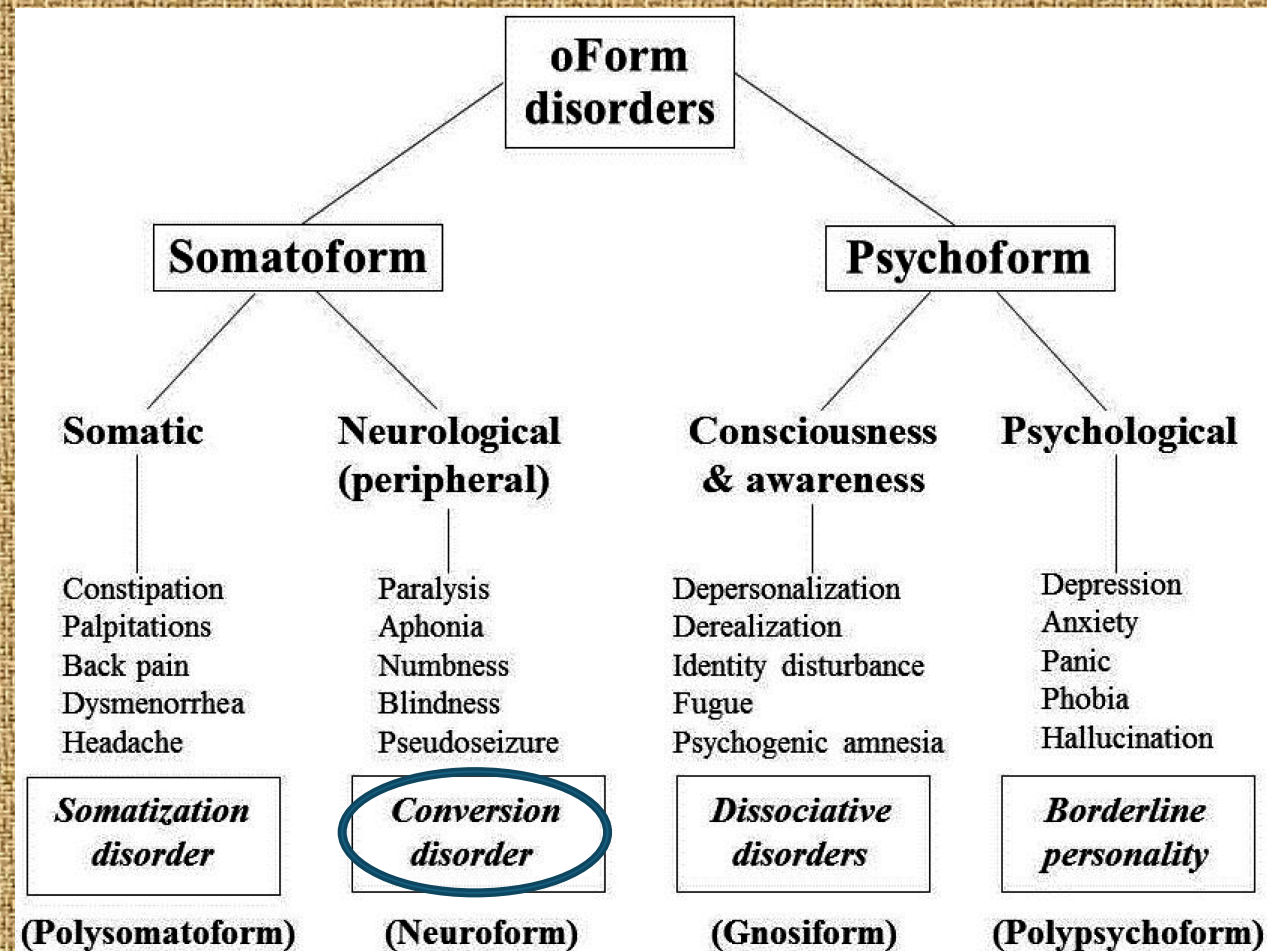 oForm
disorders
Somatoform
Psychoform
Somatic
Neurological
(peripheral)
Consciousness
& awareness
Psychological
Constipation
Palpitations
Back pain
Dysmenorrhea
Headache
Paralysis
Aphonia
Numbness
Blindness
Pseudoseizure
Depersonalization
Derealization
Identity disturbance
Fugue
Psychogenic amnesia
Depression
Anxiety
Panic
Phobia
Hallucination
Somatization
disorder
Conversion
disorder
Dissociative
disorders
Borderline
personality
(Polysomatoform)
(Neuroform)
(Gnosiform)
(Polypsychoform)